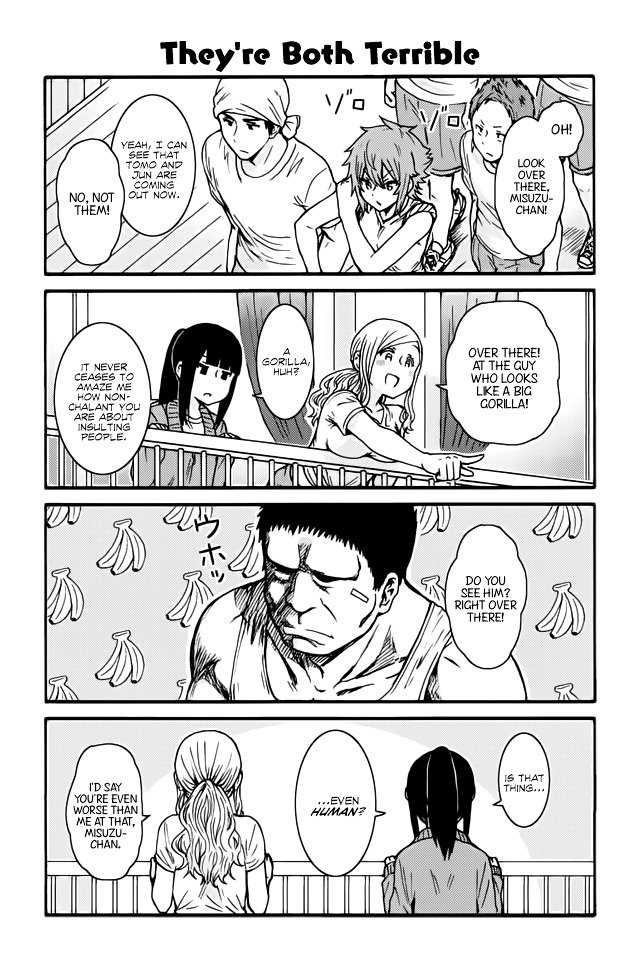 They're Both Terrible
OH!
LOOK
OVER
THERE,
MISUZU-
CHAN!
ゾロ
ゾロ
YEAH, I CAN
SEE THAT
TOMO AND
JUN ARE
COMING
OUT NOW.
NO, NOT
THEM!
OVER THERE!
AT THE GUY
WHO LOOKS
LIKE A BIG
GORILLA!
A
GORILLA,
HUH?
IT NEVER
CEASES TO
AMAZE ME
HOW NON-
CHALANT YOU
ARE ABOUT
INSULTING
PEOPLE.
DO YOU
SEE HIM?
RIGHT OVER
THERE!
ウホッ
IS THAT
THING...
...EVEN
HUMAN?
I'D SAY
YOU'RE EVEN
WORSE THAN
ME AT THAT,
MISUZU-
CHAN.